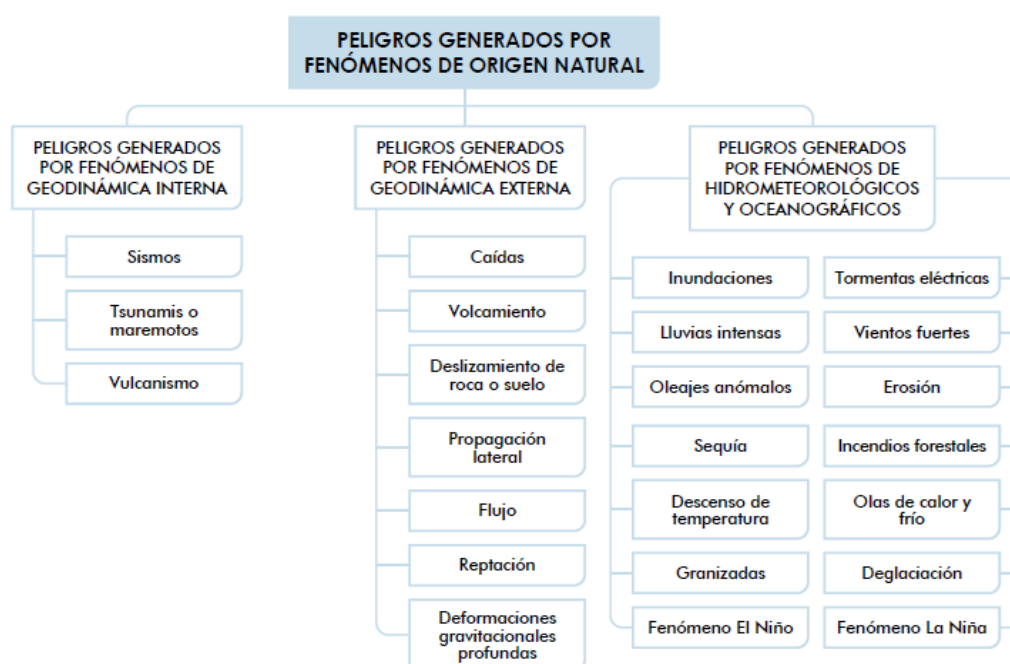 PELIGROS GENERADOS POR
FENÓMENOS DE ORIGEN NATURAL
PELIGROS GENERADOS
POR FENÓMENOS DE
GEODINÁMICA INTERNA
Sismos
Tsunamis o
maremotos
Vulcanismo
PELIGROS GENERADOS
POR FENÓMENOS DE
GEODINÁMICA EXTERNA
Caídas
Volcamiento
Deslizamiento de
roca o suelo
Propagación
lateral
Flujo
Reptación
Deformaciones
gravitacionales
profundas
PELIGROS GENERADOS
POR FENÓMENOS DE
HIDROMETEOROLÓGICOS
Y OCEANOGRÁFICOS
Inundaciones
Lluvias intensas
Oleajes anómalos
Sequía
Descenso de
temperatura
Granizadas
Fenómeno El Niño
Tormentas eléctricas
Vientos fuertes
Erosión
Incendios forestales
Olas de calor y
frío
Deglaciación
Fenómeno La Niña